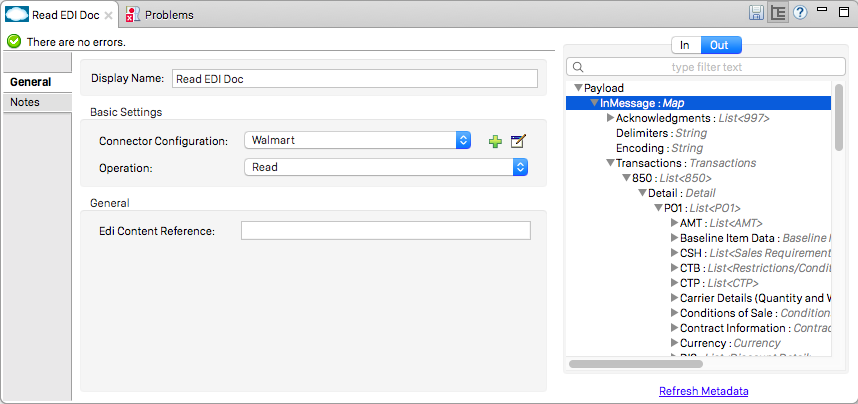 Read EDI Doc
Problems
There are no errors.
General
Notes
Display Name: Read EDI Doc
Basic Settings
Connector Configuration: Walmart
Operation: Read
General
Edi Content Reference:
In Out
type filter text
Payload
InMessage : Map
Acknowledgments : List<997>
Delimiters : String
Encoding : String
Transactions : Transactions
850 : List<850>
Detail : Detail
PO1 : List<PO1>
AMT : List<AMT>
Baseline Item Data : Baseline
CSH : List<Sales Requirement
CTB : List<Restrictions/Condit
CTP : List<CTP>
Carrier Details (Quantity and
Conditions of Sale : Condition
Contract Information : Contrac
Currency : Currency
Refresh Metadata